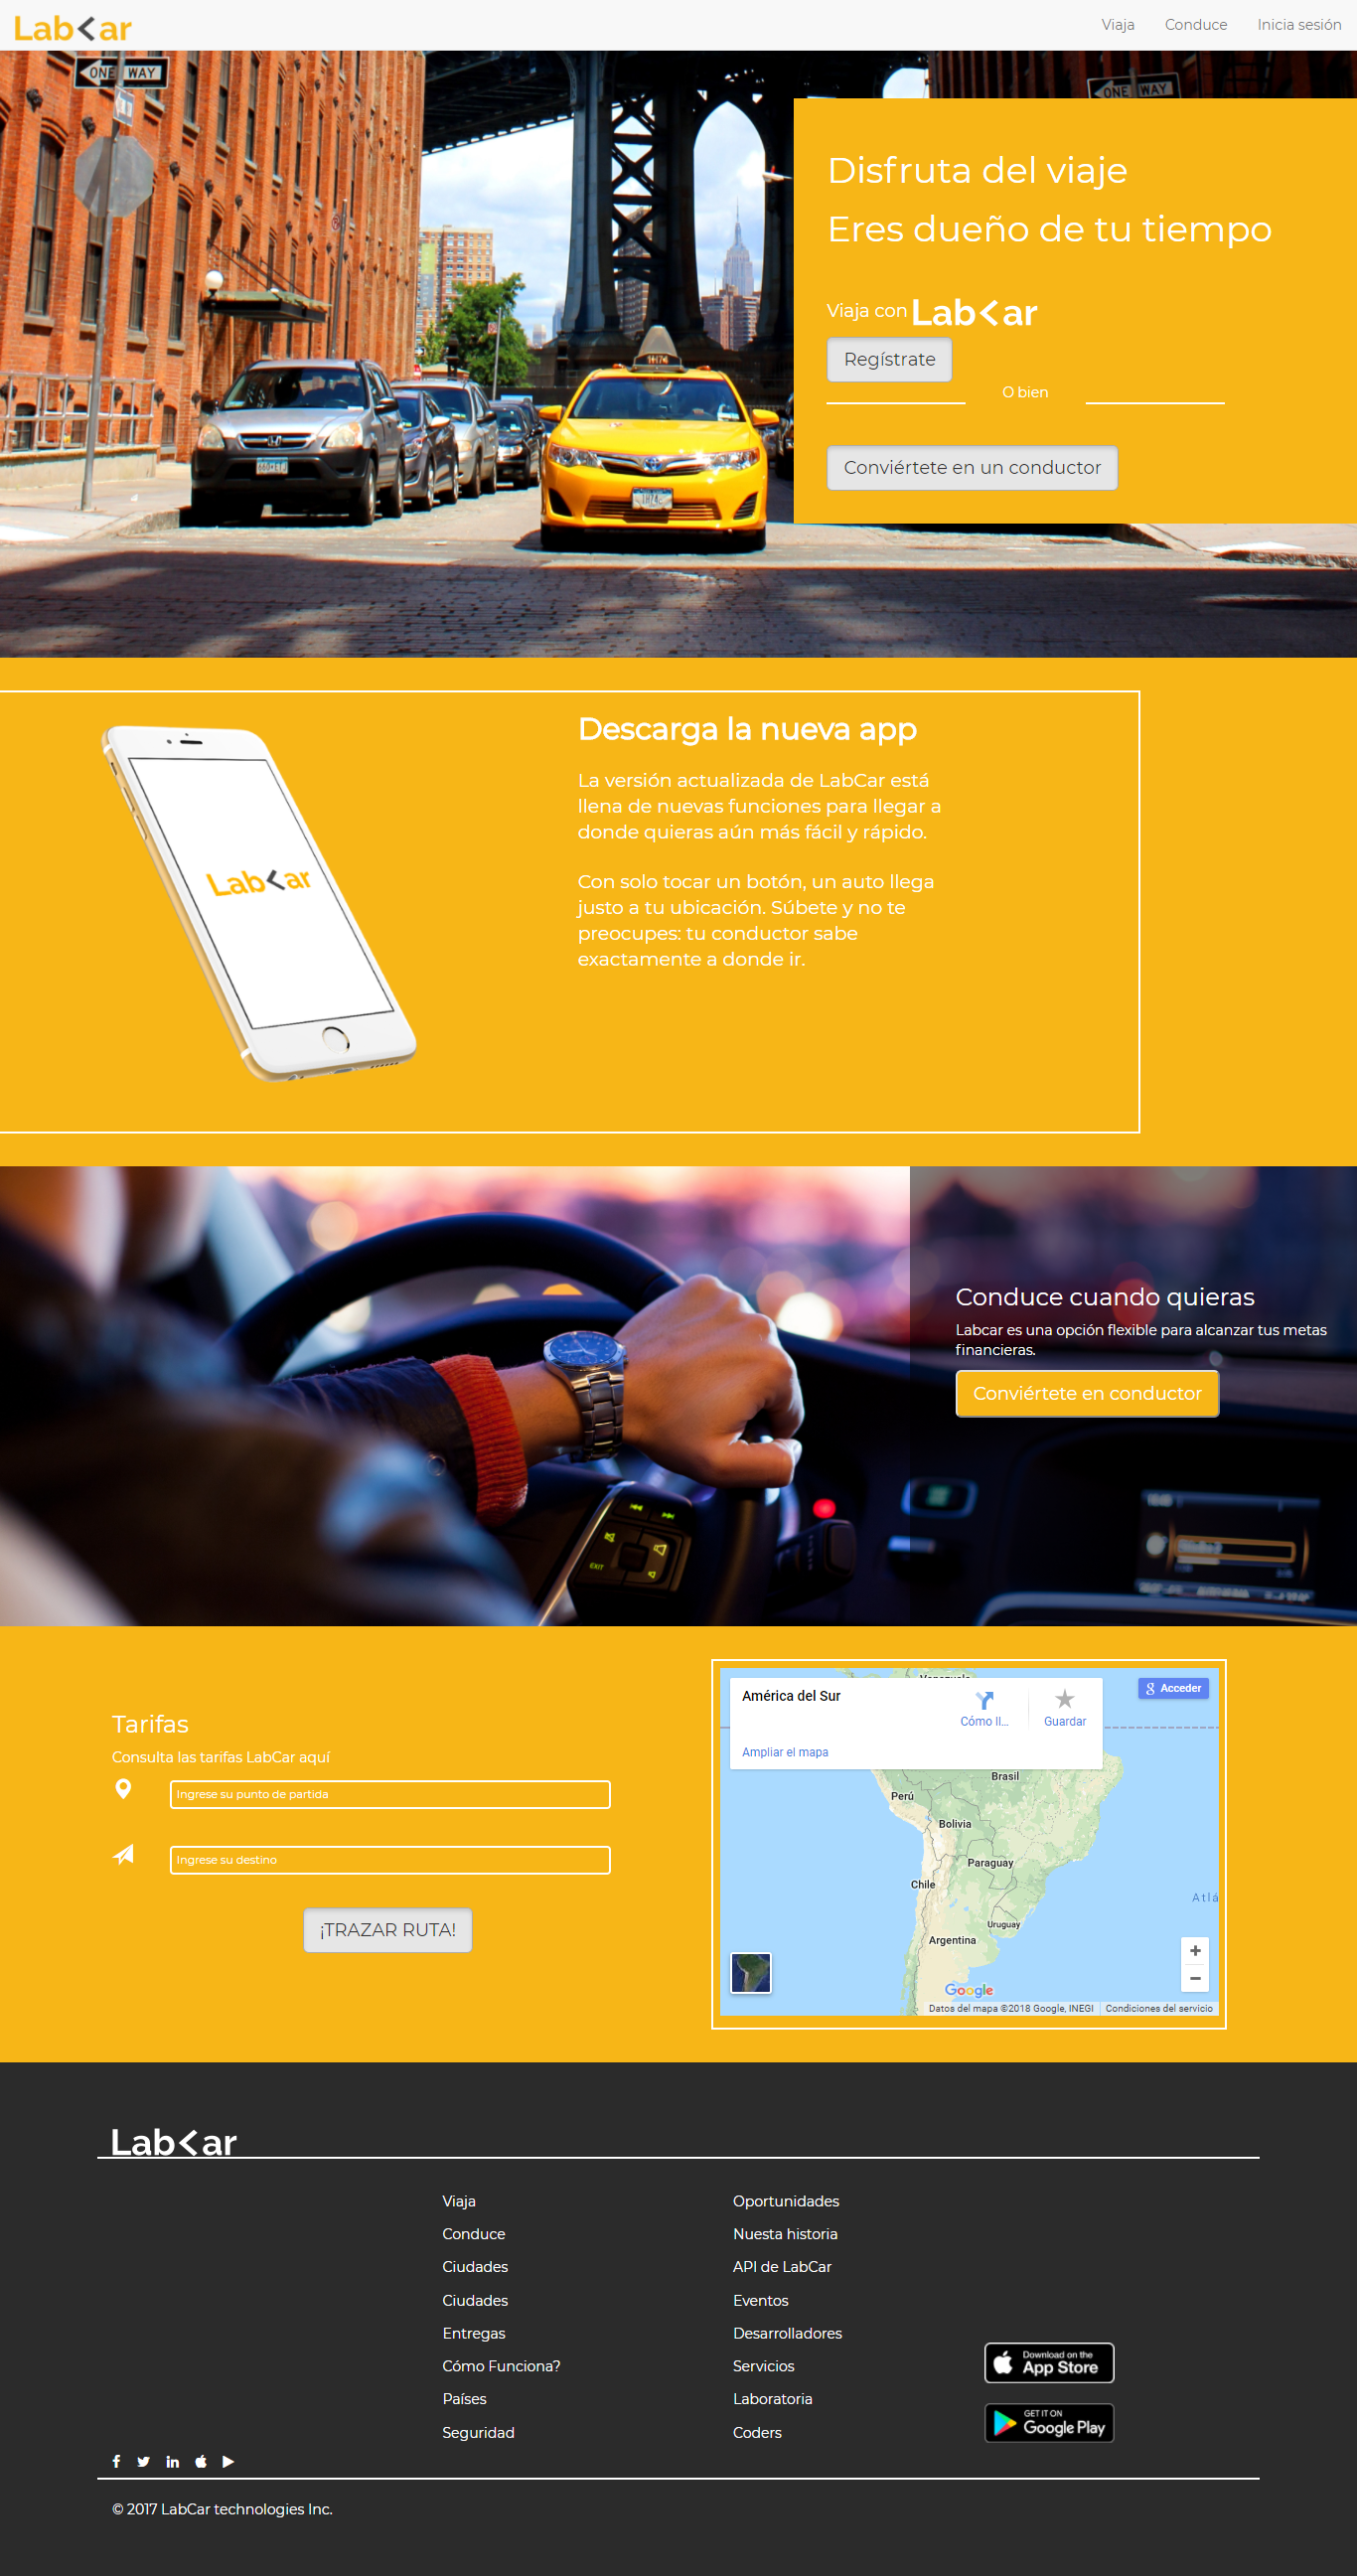 LabCar
Viaja Conduce Inicia sesión
ONE WAY
ONE WAY
Disfruta del viaje
Eres dueño de tu tiempo
Viaja con LabCar
Regístrate
O bien
Conviértete en un conductor
Descarga la nueva app
La versión actualizada de LabCar está
llena de nuevas funciones para llegar a
donde quieras aún más fácil y rápido.
Con solo tocar un botón, un auto llega
justo a tu ubicación. Súbete y no te
preocupes: tu conductor sabe
exactamente a donde ir.
LabCar
Conduce cuando quieras
Labcar es una opción flexible para alcanzar tus metas
financieras.
Conviértete en conductor
EXIT
Tarifas
Consulta las tarifas LabCar aquí
Ingrese su punto de partida
Ingrese su destino
¡TRAZAR RUTA!
América del Sur
Cómo ll...
Guardar
Ampliar el mapa
Acceder
Venezuela
Brasil
Perú
Bolivia
Paraguay
Chile
Atlá
Uruguay
Argentina
Google
Datos del mapa ©2018 Google, INEGI Condiciones del servicio
LabCar
Viaja
Conduce
Ciudades
Ciudades
Entregas
Cómo Funciona?
Países
Seguridad
Oportunidades
Nuesta historia
API de LabCar
Eventos
Desarrolladores
Servicios
Laboratoria
Coders
Download on the
App Store
GET IT ON
Google Play
© 2017 LabCar technologies Inc.